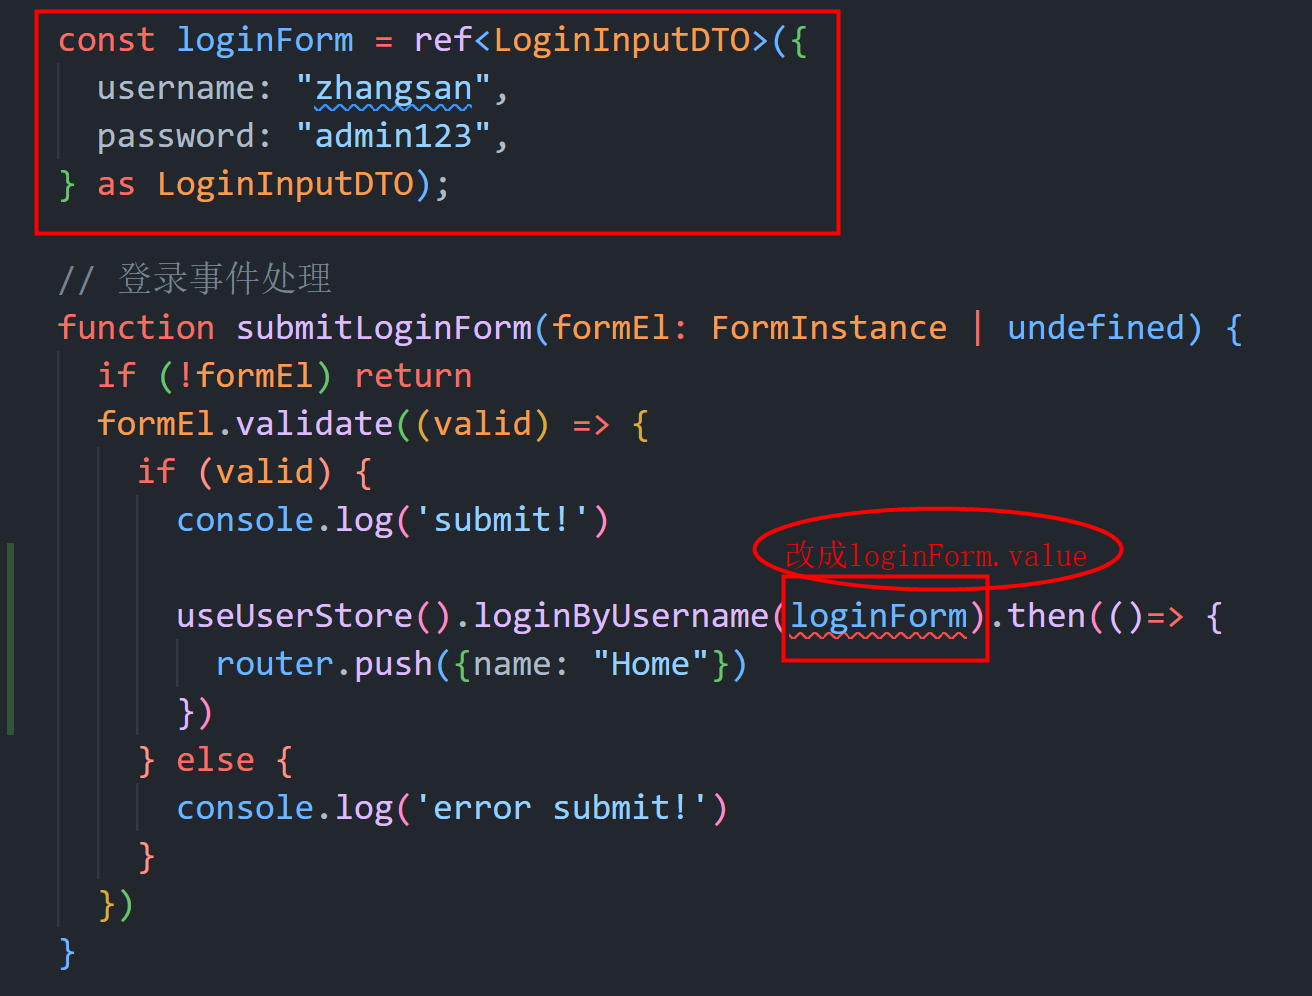 const loginForm = ref<LoginInputDTO>({
  username: "zhangsan",
  password: "admin123",
} as LoginInputDTO);
// 登录事件处理
function submitLoginForm(formEl: FormInstance | undefined) {
  if (!formEl) return
  formEl.validate((valid) => {
    if (valid) {
      console.log('submit!')
改成loginForm.value
      useUserStore().loginByUsername(loginForm).then(()=> {
        router.push({name: "Home"})
      })
    } else {
      console.log('error submit!')
    }
  })
}